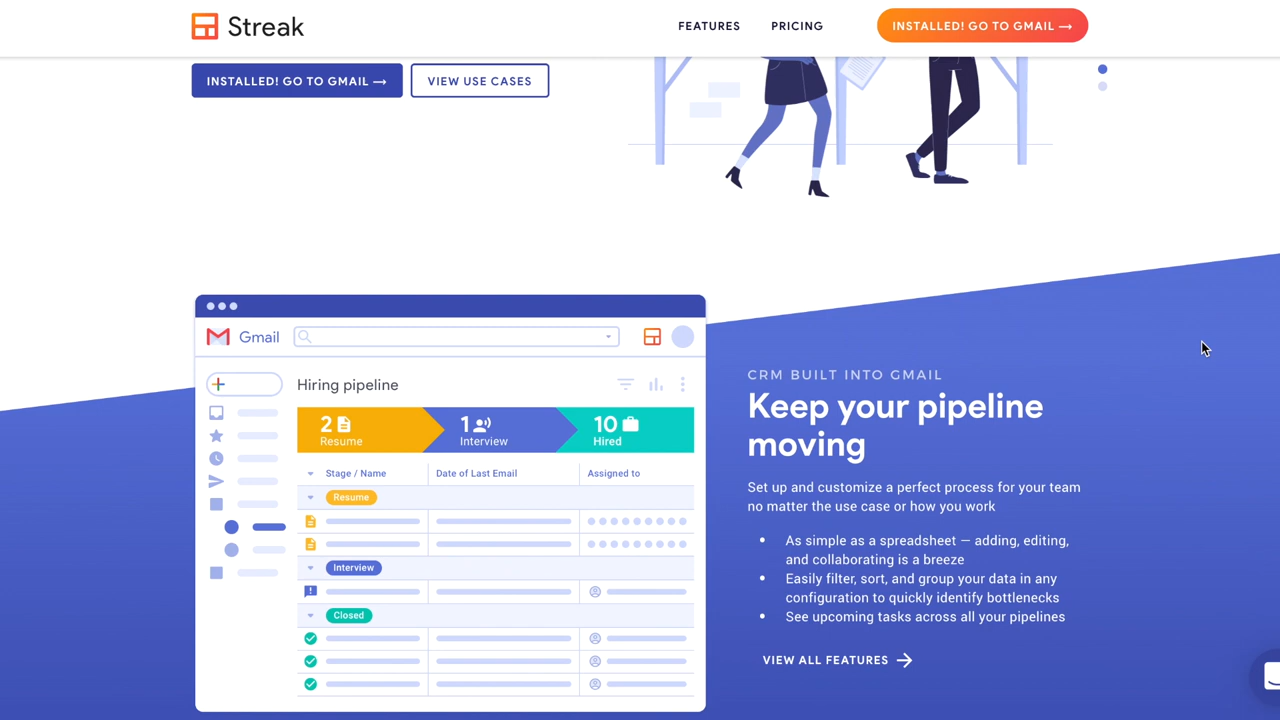 Streak
FEATURES
PRICING
INSTALLED! GO TO GMAIL →
INSTALLED! GO TO GMAIL →
VIEW USE CASES
Gmail
Hiring pipeline
2
Resume
1
Interview
10
Hired
Stage / Name
Date of Last Email
Assigned to
Resume
Interview
Closed
CRM BUILT INTO GMAIL
Keep your pipeline
moving
Set up and customize a perfect process for your team
no matter the use case or how you work
• As simple as a spreadsheet — adding, editing,
and collaborating is a breeze
• Easily filter, sort, and group your data in any
configuration to quickly identify bottlenecks
• See upcoming tasks across all your pipelines
VIEW ALL FEATURES →